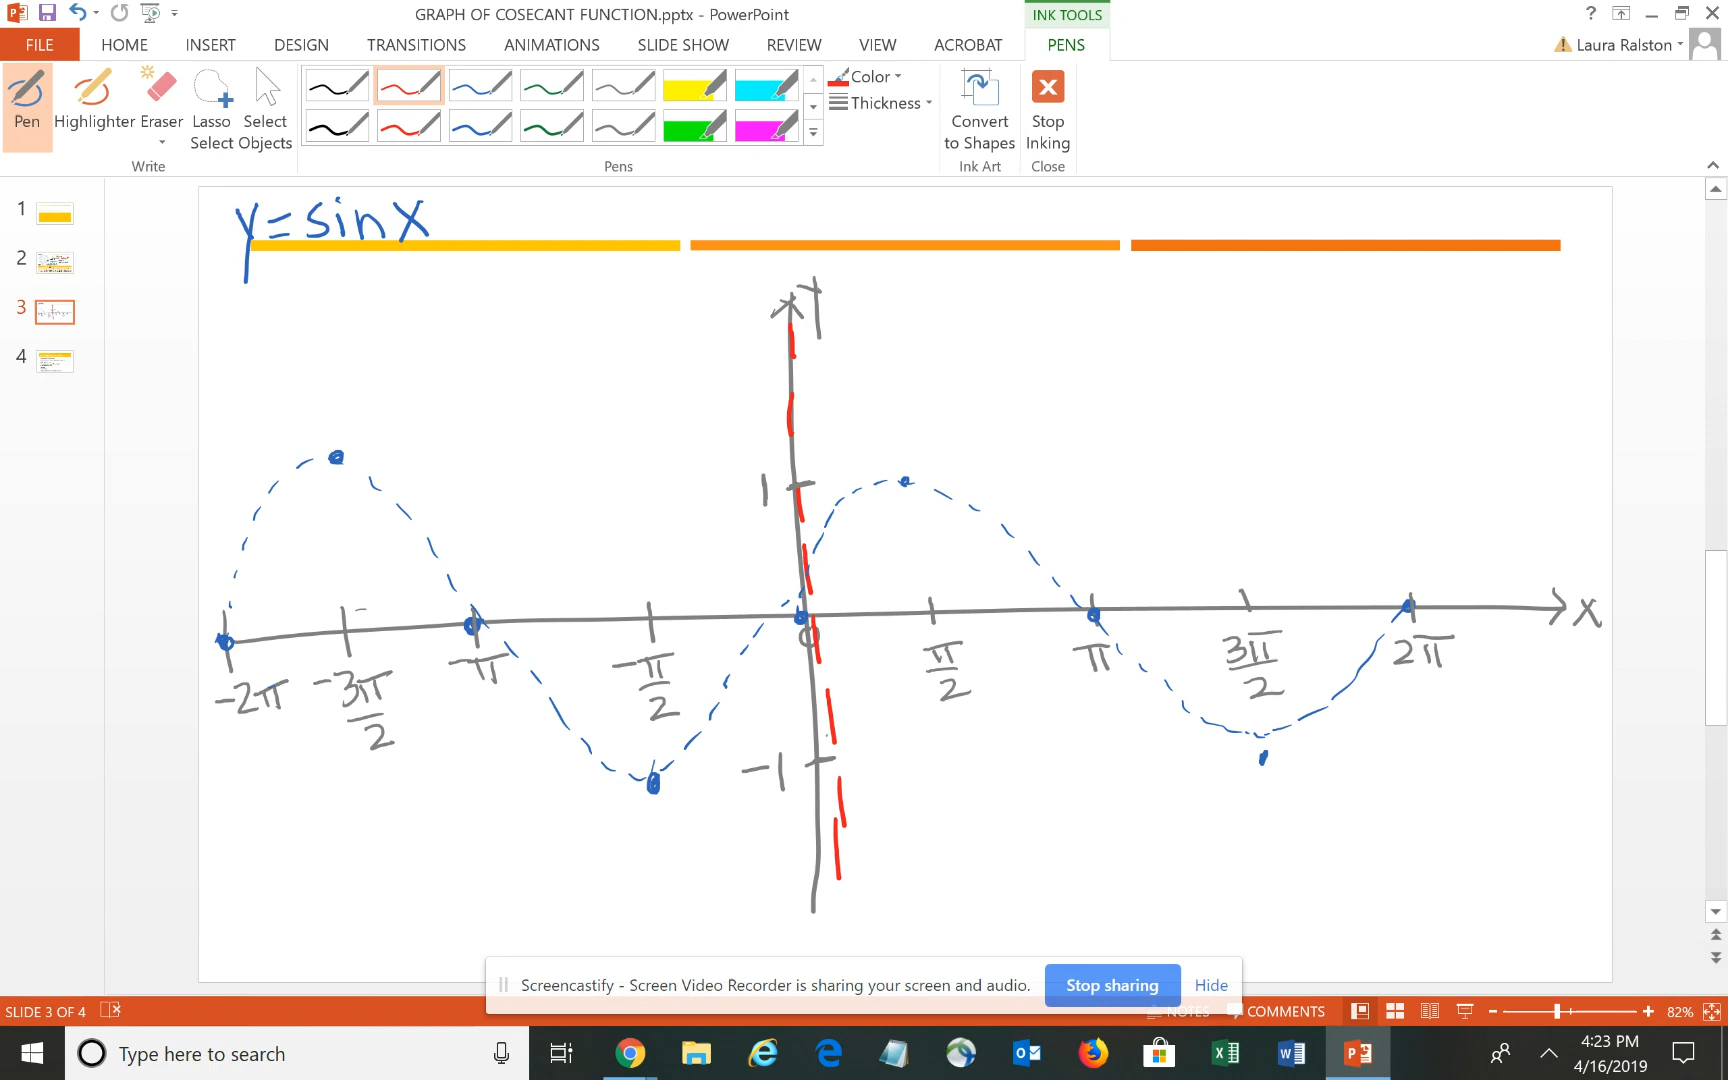 GRAPH OF COSECANT FUNCTION.pptx - PowerPoint
INK TOOLS
?
FILE HOME INSERT DESIGN TRANSITIONS ANIMATIONS SLIDE SHOW REVIEW VIEW ACROBAT PENS
Laura Ralston
Pen
Highlighter
Eraser
Lasso Select
Select Objects
Write
Pens
Color
Thickness
Convert to Shapes
Ink Art
Stop Inking
Close
1
2
3
4
y = sin x
Y
1
-2π
-3π/2
-π
-π/2
0
π/2
π
3π/2
2π
X
-1
Screencastify - Screen Video Recorder is sharing your screen and audio.
Stop sharing
Hide
SLIDE 3 OF 4
NOTES
COMMENTS
82%
Type here to search
4:23 PM
4/16/2019